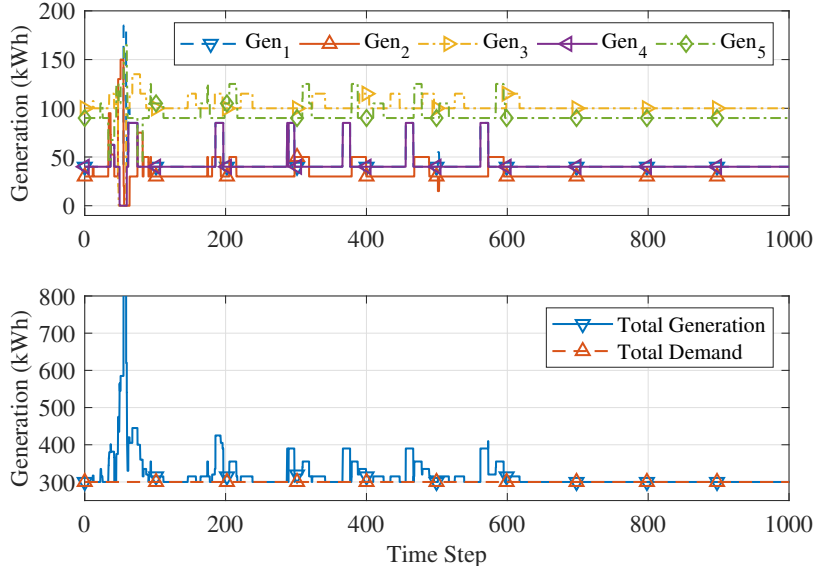 200
150
100
50
0
Generation (kWh)
Gen1 Gen2 Gen3 Gen4 Gen5
0 200 400 600 800 1000
800
700
600
500
400
300
Generation (kWh)
Total Generation
Total Demand
0 200 400 600 800 1000
Time Step